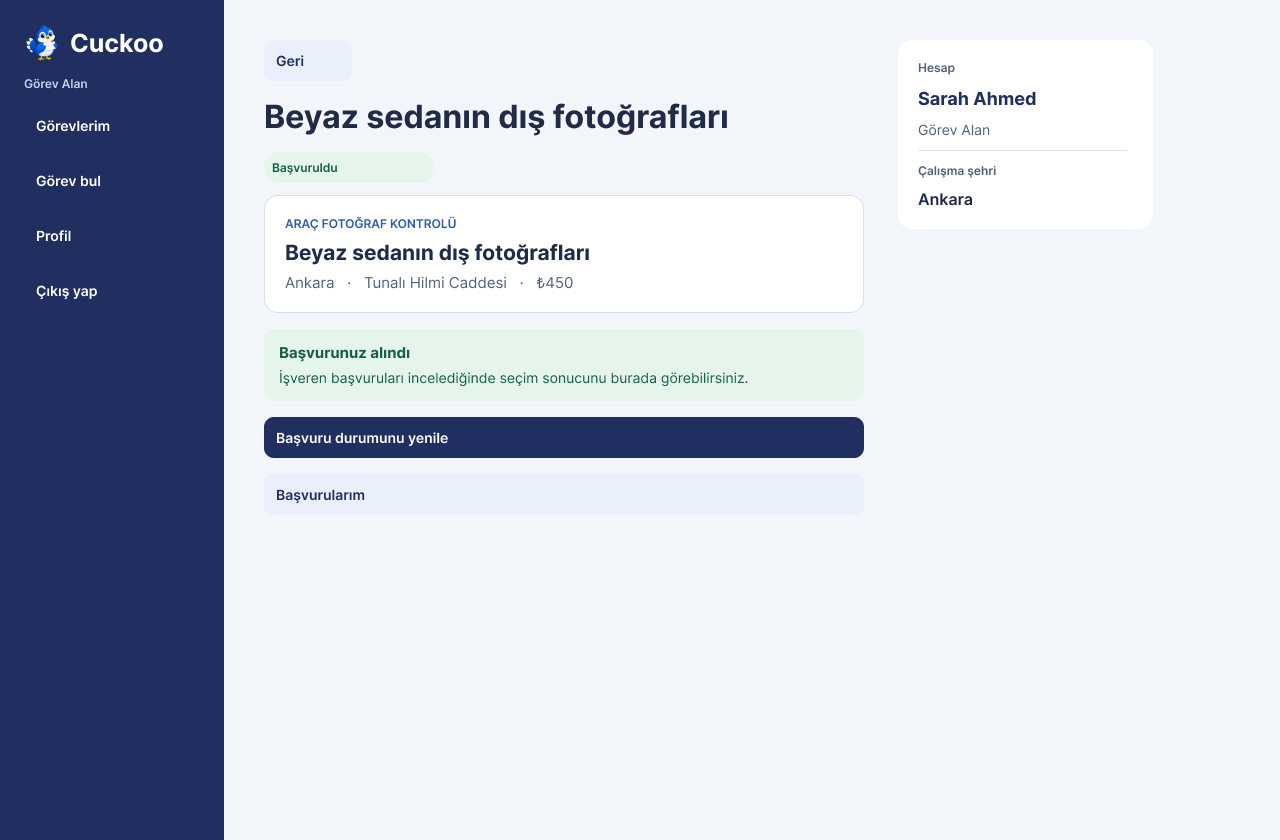 Cuckoo
Görev Alan
Görevlerim
Görev bul
Profil
Çıkış yap
Geri
Beyaz sedanın dış fotoğrafları
Başvuruldu
ARAÇ FOTOĞRAF KONTROLÜ
Beyaz sedanın dış fotoğrafları
Ankara · Tunalı Hilmi Caddesi · ₺450
Başvurunuz alındı
İşveren başvuruları incelediğinde seçim sonucunu burada görebilirsiniz.
Başvuru durumunu yenile
Başvurularım
Hesap
Sarah Ahmed
Görev Alan
Çalışma şehri
Ankara